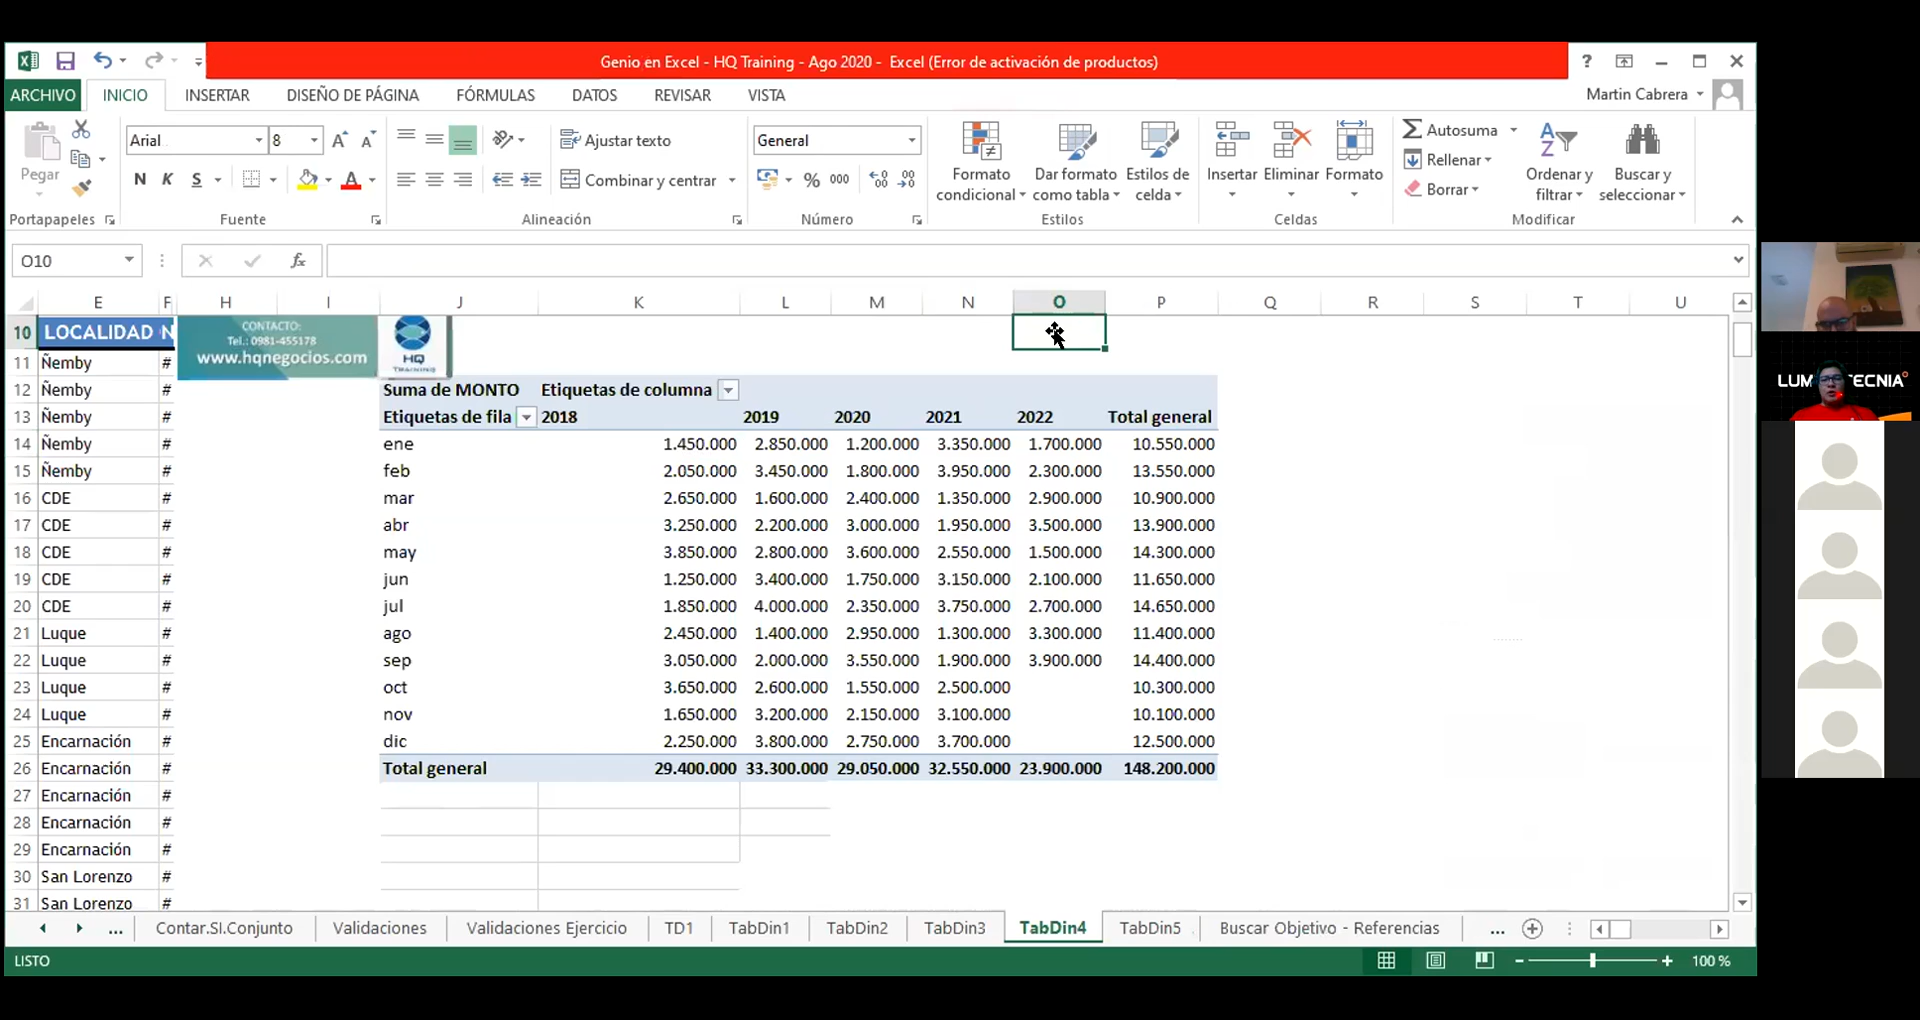 Genio en Excel - HQ Training - Ago 2020 - Excel (Error de activación de productos)
ARCHIVO INICIO INSERTAR DISEÑO DE PÁGINA FÓRMULAS DATOS REVISAR VISTA Martin Cabrera
Pegar
Portapapeles
Arial 8
N K S
Fuente
Ajustar texto
Combinar y centrar
Alineación
General
% 000
Número
Formato condicional
Dar formato como tabla
Estilos de celda
Estilos
Insertar Eliminar Formato
Celdas
Autosuma
Rellenar
Borrar
Ordenar y filtrar
Buscar y seleccionar
Modificar
O10 fx
E F H I J K L M N O P Q R S T U
10 LOCALIDAD N
CONTACTO:
Tel.: 0981-455178
www.hqnegocios.com
HQ
TRAINING
11 Ñemby #
12 Ñemby # Suma de MONTO Etiquetas de columna
13 Ñemby # Etiquetas de fila 2018 2019 2020 2021 2022 Total general
14 Ñemby # ene 1.450.000 2.850.000 1.200.000 3.350.000 1.700.000 10.550.000
15 Ñemby # feb 2.050.000 3.450.000 1.800.000 3.950.000 2.300.000 13.550.000
16 CDE # mar 2.650.000 1.600.000 2.400.000 1.350.000 2.900.000 10.900.000
17 CDE # abr 3.250.000 2.200.000 3.000.000 1.950.000 3.500.000 13.900.000
18 CDE # may 3.850.000 2.800.000 3.600.000 2.550.000 1.500.000 14.300.000
19 CDE # jun 1.250.000 3.400.000 1.750.000 3.150.000 2.100.000 11.650.000
20 CDE # jul 1.850.000 4.000.000 2.350.000 3.750.000 2.700.000 14.650.000
21 Luque # ago 2.450.000 1.400.000 2.950.000 1.300.000 3.300.000 11.400.000
22 Luque # sep 3.050.000 2.000.000 3.550.000 1.900.000 3.900.000 14.400.000
23 Luque # oct 3.650.000 2.600.000 1.550.000 2.500.000 10.300.000
24 Luque # nov 1.650.000 3.200.000 2.150.000 3.100.000 10.100.000
25 Encarnación # dic 2.250.000 3.800.000 2.750.000 3.700.000 12.500.000
26 Encarnación # Total general 29.400.000 33.300.000 29.050.000 32.550.000 23.900.000 148.200.000
27 Encarnación #
28 Encarnación #
29 Encarnación #
30 San Lorenzo #
31 San Lorenzo #
... Contar.SI.Conjunto Validaciones Validaciones Ejercicio TD1 TabDin1 TabDin2 TabDin3 TabDin4 TabDin5 Buscar Objetivo - Referencias ...
LISTO 100 %